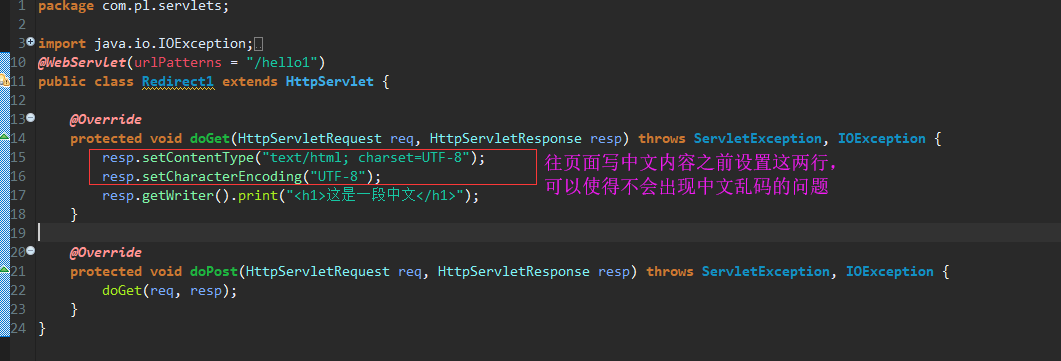 1 package com.pl.servlets;
2
3 import java.io.IOException;
10 @WebServlet(urlPatterns = "/hello1")
11 public class Redirect1 extends HttpServlet {
12
13 @Override
14 protected void doGet(HttpServletRequest req, HttpServletResponse resp) throws ServletException, IOException {
15 resp.setContentType("text/html; charset=UTF-8");
往页面写中文内容之前设置这两行，
16 resp.setCharacterEncoding("UTF-8");
可以使得不会出现中文乱码的问题
17 resp.getWriter().print("<h1>这是一段中文</h1>");
18 }
19
20 @Override
21 protected void doPost(HttpServletRequest req, HttpServletResponse resp) throws ServletException, IOException {
22 doGet(req, resp);
23 }
24 }